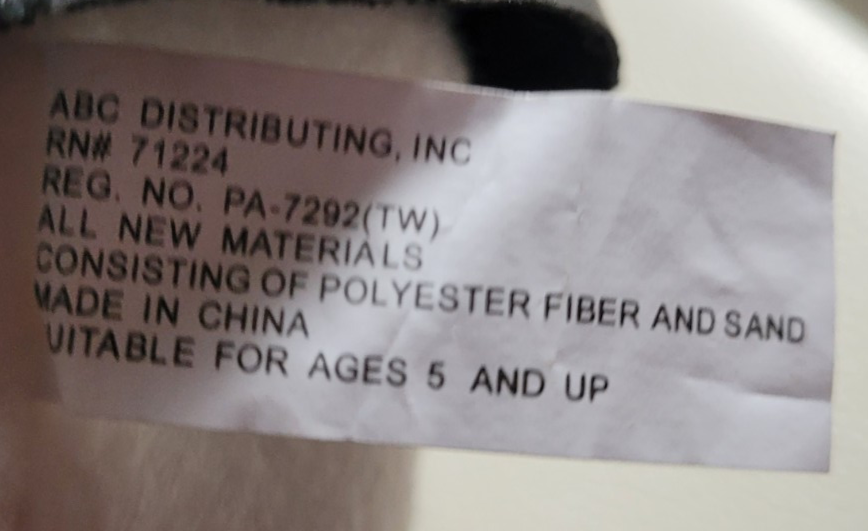 ABC DISTRIBUTING, INC
RN# 71224
REG. NO. PA-7292(TW)
ALL NEW MATERIALS
CONSISTING OF POLYESTER FIBER AND SAND
MADE IN CHINA
UITABLE FOR AGES 5 AND UP